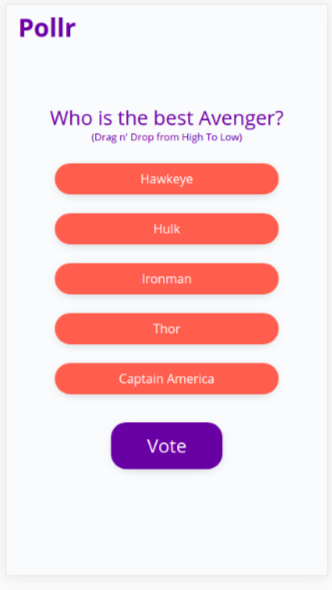 Pollr
Who is the best Avenger?
(Drag n' Drop from High To Low)
Hawkeye
Hulk
Ironman
Thor
Captain America
Vote